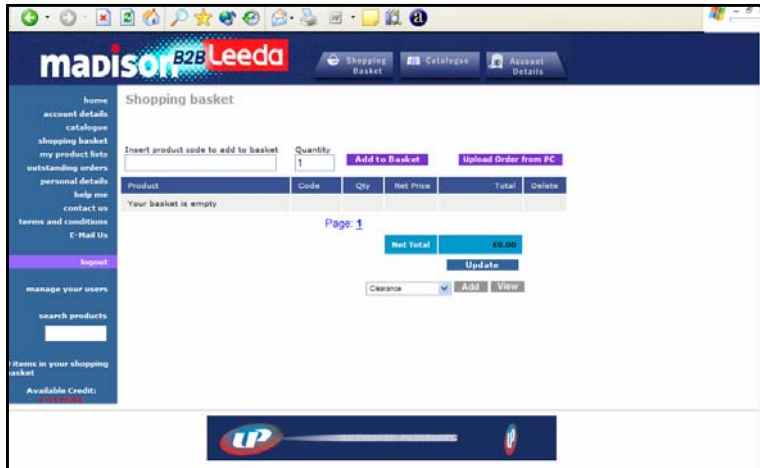 madison B2B Leeda
Shopping Basket
Catalogue
Account Details
home
account details
catalogue
shopping basket
my product lists
outstanding orders
personal details
help me
contact us
terms and conditions
E-Mail Us
logout
manage your users
search products
items in your shopping
basket
Available Credit:
Shopping basket
Insert product code to add to basket Quantity
1 Add to Basket Upload Order from PC
Product Code Qty Net Price Total Delete
Your basket is empty
Page: 1
Net Total £0.00
Update
Clearance Add View
UP